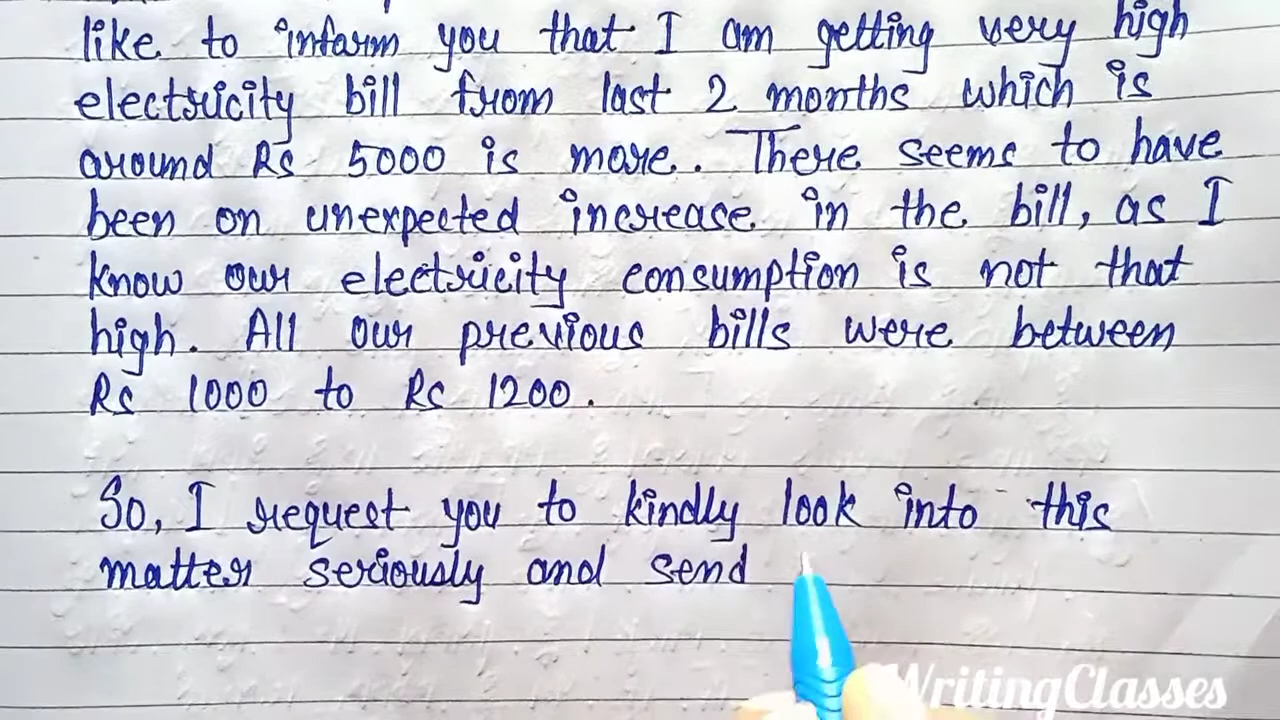 like to inform you that I am getting very high
electricity bill from last 2 months which is
around Rs 5000 is more. There seems to have
been an unexpected increase in the bill, as I
know our electricity consumption is not that
high. All our previous bills were between
Rs 1000 to Rs 1200.
So, I request you to kindly look into this
matter seriously and send
WritingClasses